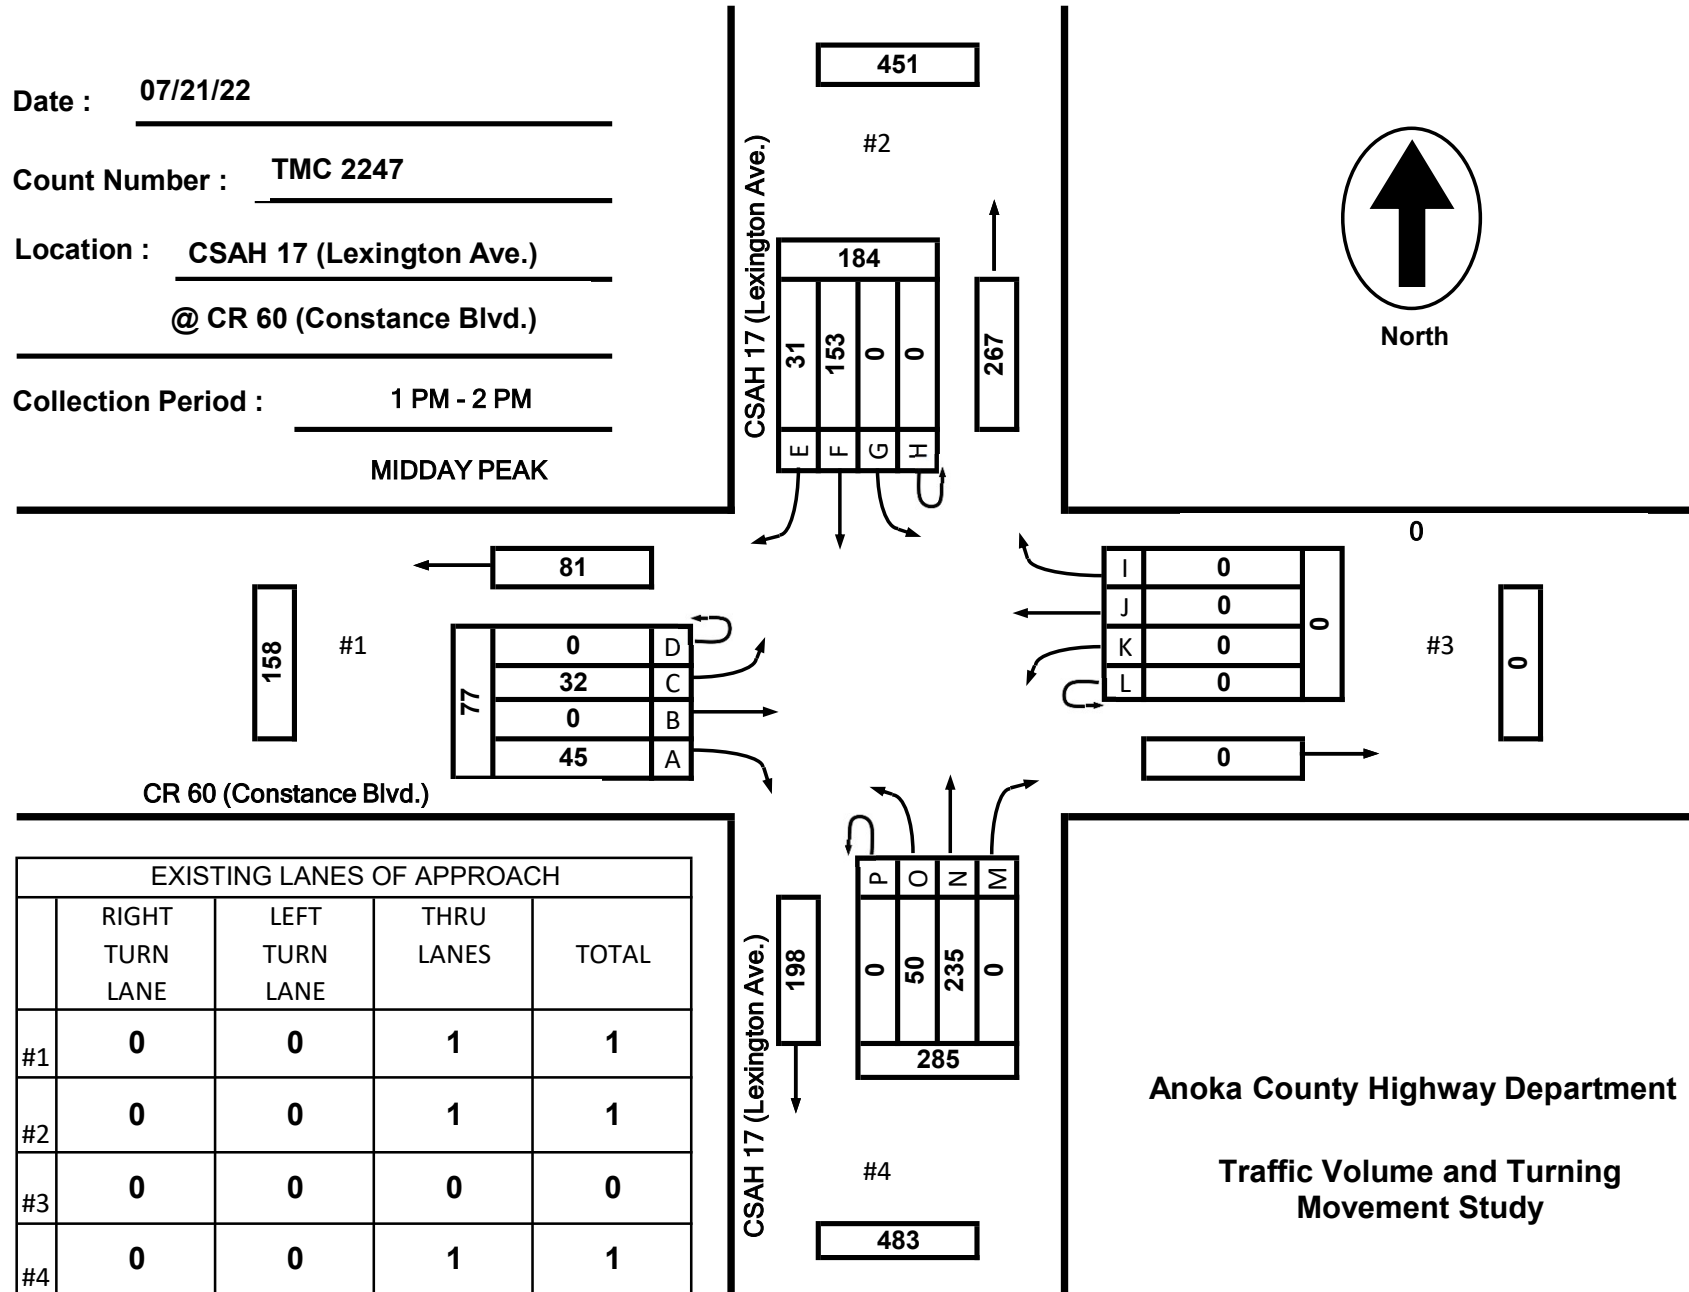 Date : 07/21/22
Count Number : TMC 2247
Location : CSAH 17 (Lexington Ave.)
@ CR 60 (Constance Blvd.)
Collection Period : 1 PM - 2 PM
MIDDAY PEAK
451
#2
CSAH 17 (Lexington Ave.)
184
31 153 0 0
E F G H
267
North
0
81
158
#1
77
0 D
32 C
0 B
45 A
CR 60 (Constance Blvd.)
I 0
J 0
K 0
L 0
0
#3
0
0
EXISTING LANES OF APPROACH
RIGHT TURN LANE
LEFT TURN LANE
THRU LANES
TOTAL
#1 0 0 1 1
#2 0 0 1 1
#3 0 0 0 0
#4 0 0 1 1
CSAH 17 (Lexington Ave.)
198
P O N M
0 50 235 0
285
#4
483
Anoka County Highway Department
Traffic Volume and Turning
Movement Study